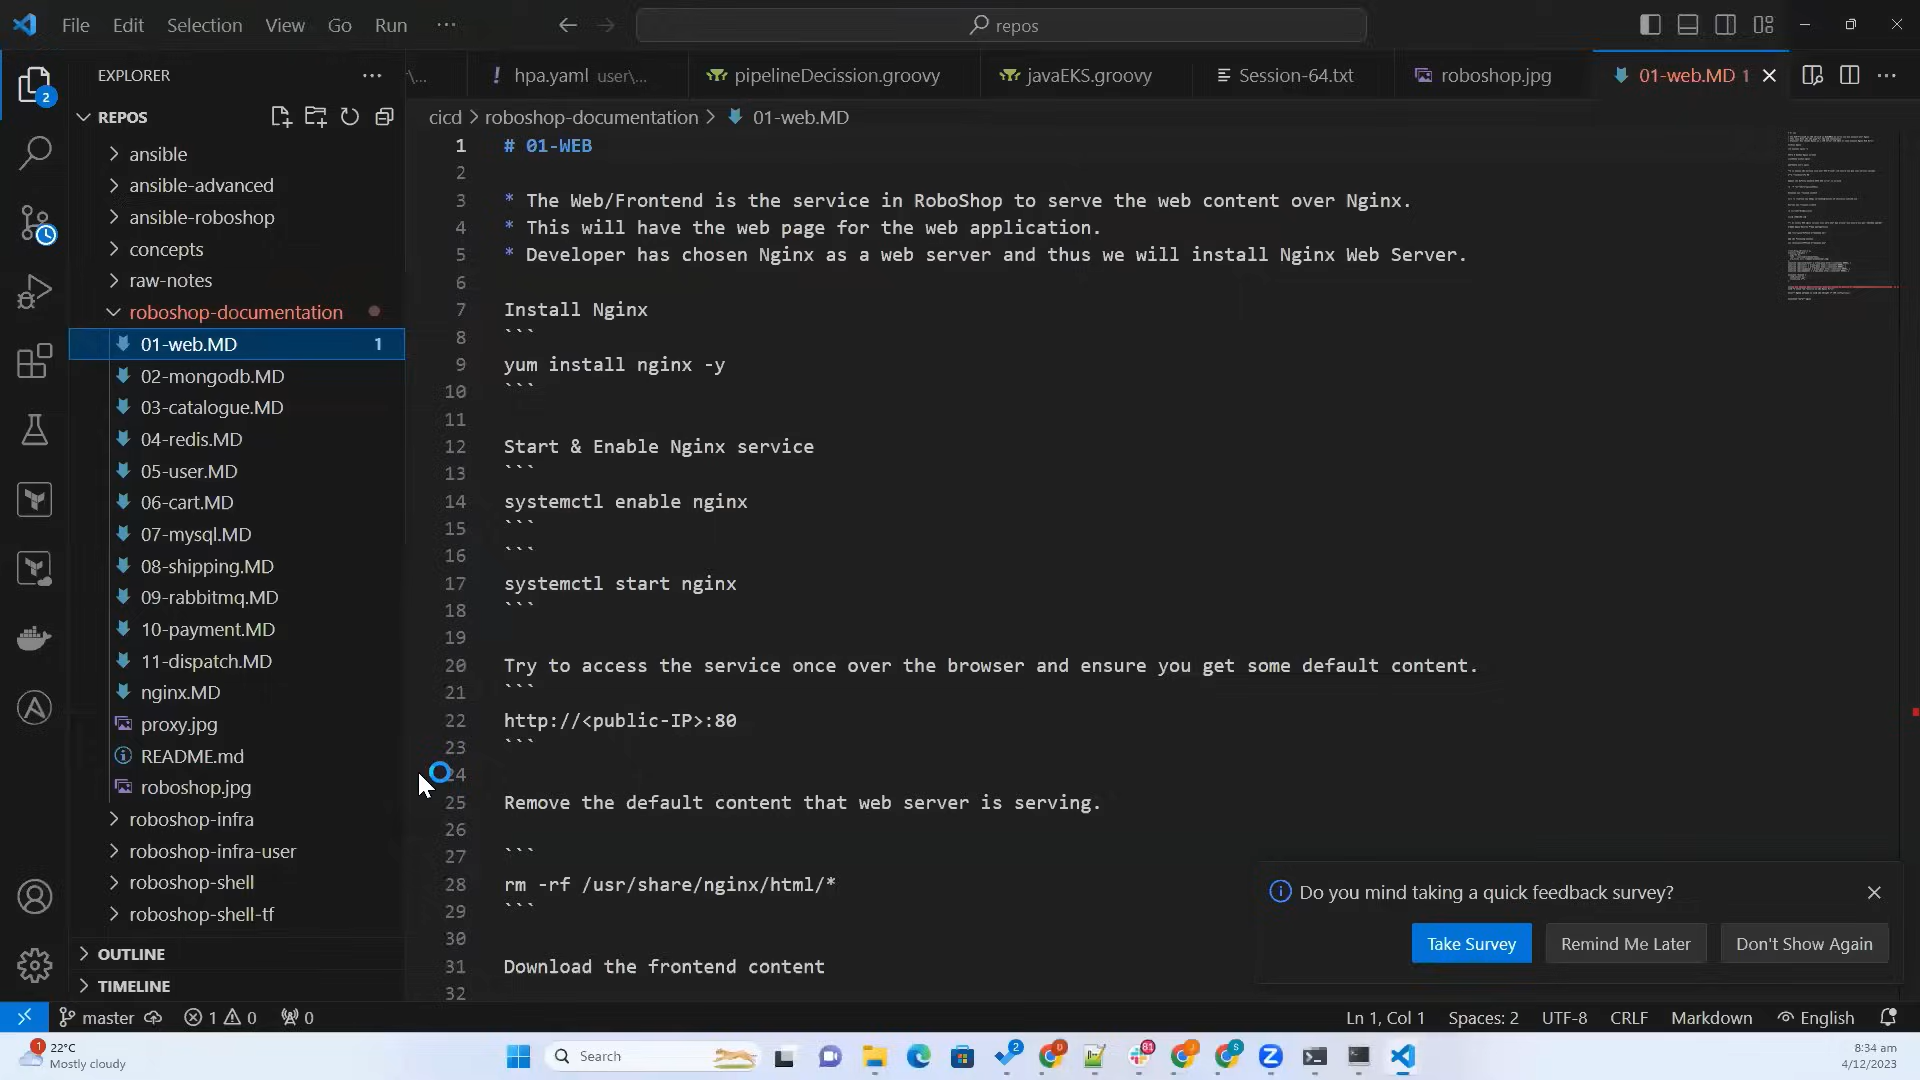 File Edit Selection View Go Run ···
repos
EXPLORER ···
\... ! hpa.yaml user\... pipelineDecission.groovy javaEKS.groovy Session-64.txt roboshop.jpg 01-web.MD 1 ···
2
REPOS
cicd > roboshop-documentation > 01-web.MD
ansible
ansible-advanced
ansible-roboshop
concepts
raw-notes
roboshop-documentation
01-web.MD 1
02-mongodb.MD
03-catalogue.MD
04-redis.MD
05-user.MD
06-cart.MD
07-mysql.MD
08-shipping.MD
09-rabbitmq.MD
10-payment.MD
11-dispatch.MD
nginx.MD
proxy.jpg
README.md
roboshop.jpg
roboshop-infra
roboshop-infra-user
roboshop-shell
roboshop-shell-tf
OUTLINE
TIMELINE
1 # 01-WEB
2
3 * The Web/Frontend is the service in RoboShop to serve the web content over Nginx.
4 * This will have the web page for the web application.
5 * Developer has chosen Nginx as a web server and thus we will install Nginx Web Server.
6
7 Install Nginx
8 ```
9 yum install nginx -y
10 ```
11
12 Start & Enable Nginx service
13 ```
14 systemctl enable nginx
15 ```
16 ```
17 systemctl start nginx
18 ```
19
20 Try to access the service once over the browser and ensure you get some default content.
21 ```
22 http://<public-IP>:80
23 ```
24
25 Remove the default content that web server is serving.
26
27 ```
28 rm -rf /usr/share/nginx/html/*
29 ```
30
31 Download the frontend content
32
Do you mind taking a quick feedback survey?
Take Survey Remind Me Later Don't Show Again
master 1 0 0 Ln 1, Col 1 Spaces: 2 UTF-8 CRLF Markdown English
1 22°C
Mostly cloudy
Search
2 D 81 J S
8:34 am
4/12/2023